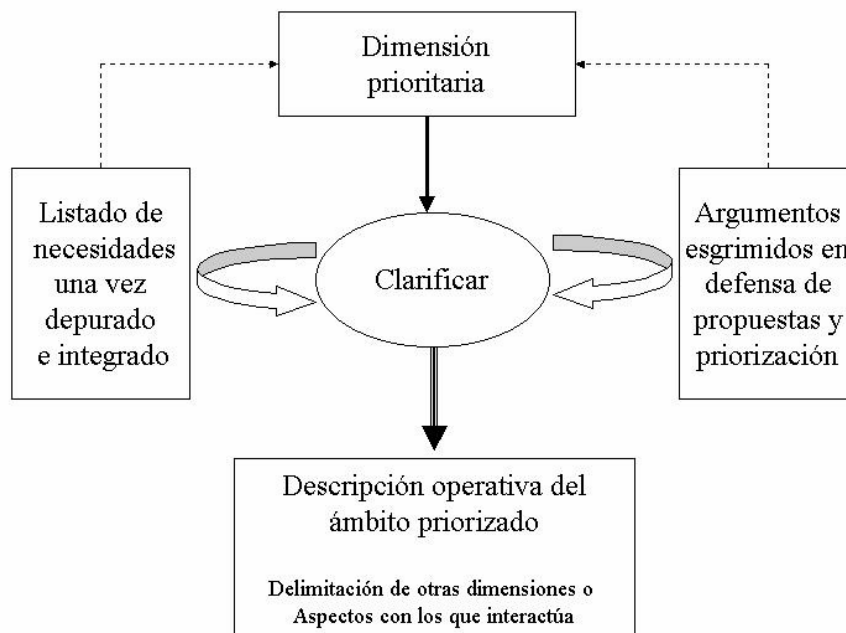 Dimensión
prioritaria
Listado de
necesidades
una vez
depurado
e integrado
Clarificar
Argumentos
esgrimidos en
defensa de
propuestas y
priorización
Descripción operativa del
ámbito priorizado
Delimitación de otras dimensiones o
Aspectos con los que interactúa